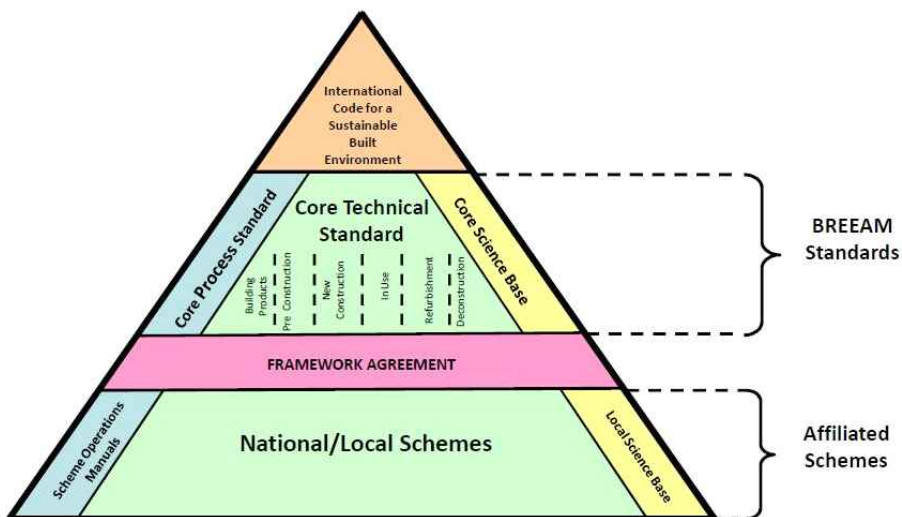 International
Code for a
Sustainable
Built
Environment
Core Process Standard
Core Technical
Standard
Core Science Base
Building
Products
Pre Construction
New
Construction
In Use
Refurbishment
Deconstruction
BREEAM
Standards
FRAMEWORK AGREEMENT
Scheme Operations
Manuals
National/Local Schemes
Local Science Base
Affiliated
Schemes